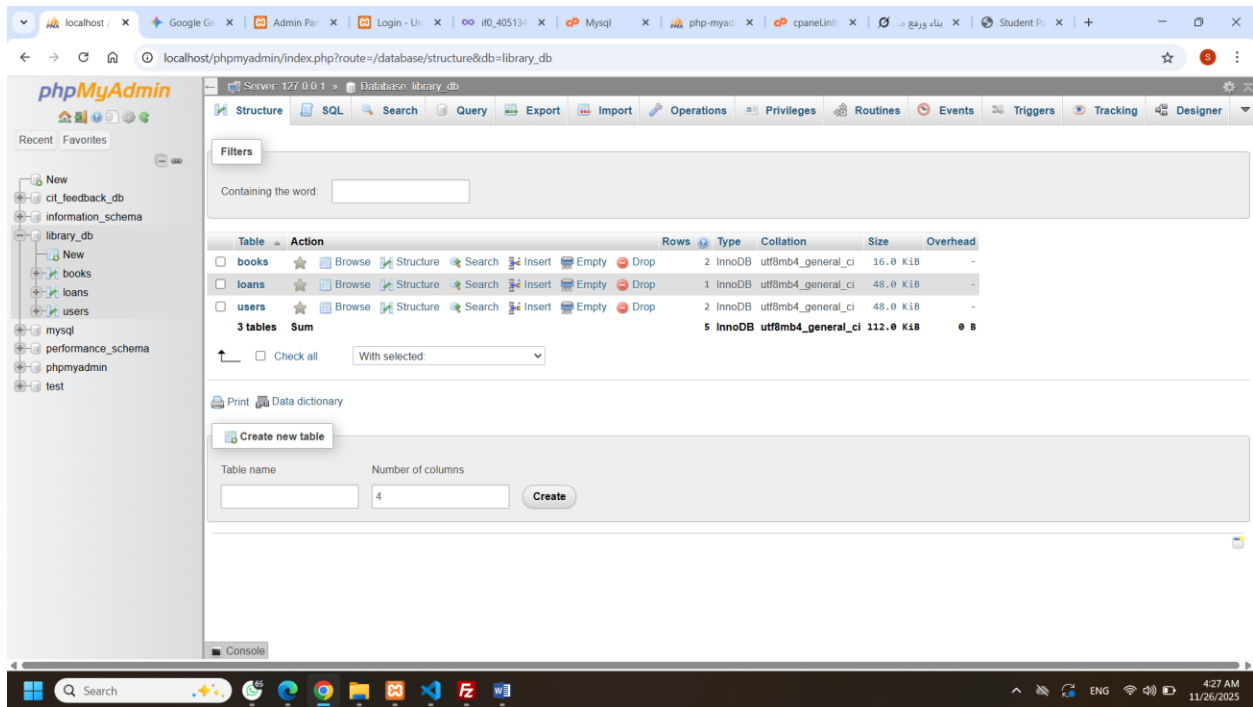 localhost /
Google Ge
Admin Pan
Login - Un
if0_405134
Mysql
php-myad
cpanel.info
بناء ورفع
Student Po
localhost/phpmyadmin/index.php?route=/database/structure&db=library_db
S
phpMyAdmin
Recent Favorites
New
cit_feedback_db
information_schema
library_db
New
books
loans
users
mysql
performance_schema
phpmyadmin
test
Server: 127.0.0.1 » Database: library_db
Structure SQL Search Query Export Import Operations Privileges Routines Events Triggers Tracking Designer
Filters
Containing the word:
Table Action Rows Type Collation Size Overhead
books Browse Structure Search Insert Empty Drop 2 InnoDB utf8mb4_general_ci 16.0 KiB -
loans Browse Structure Search Insert Empty Drop 1 InnoDB utf8mb4_general_ci 48.0 KiB -
users Browse Structure Search Insert Empty Drop 2 InnoDB utf8mb4_general_ci 48.0 KiB -
3 tables Sum 5 InnoDB utf8mb4_general_ci 112.0 KiB 0 B
Check all With selected:
Print Data dictionary
Create new table
Table name Number of columns
4 Create
Console
Search
65
ENG
4:27 AM
11/26/2025